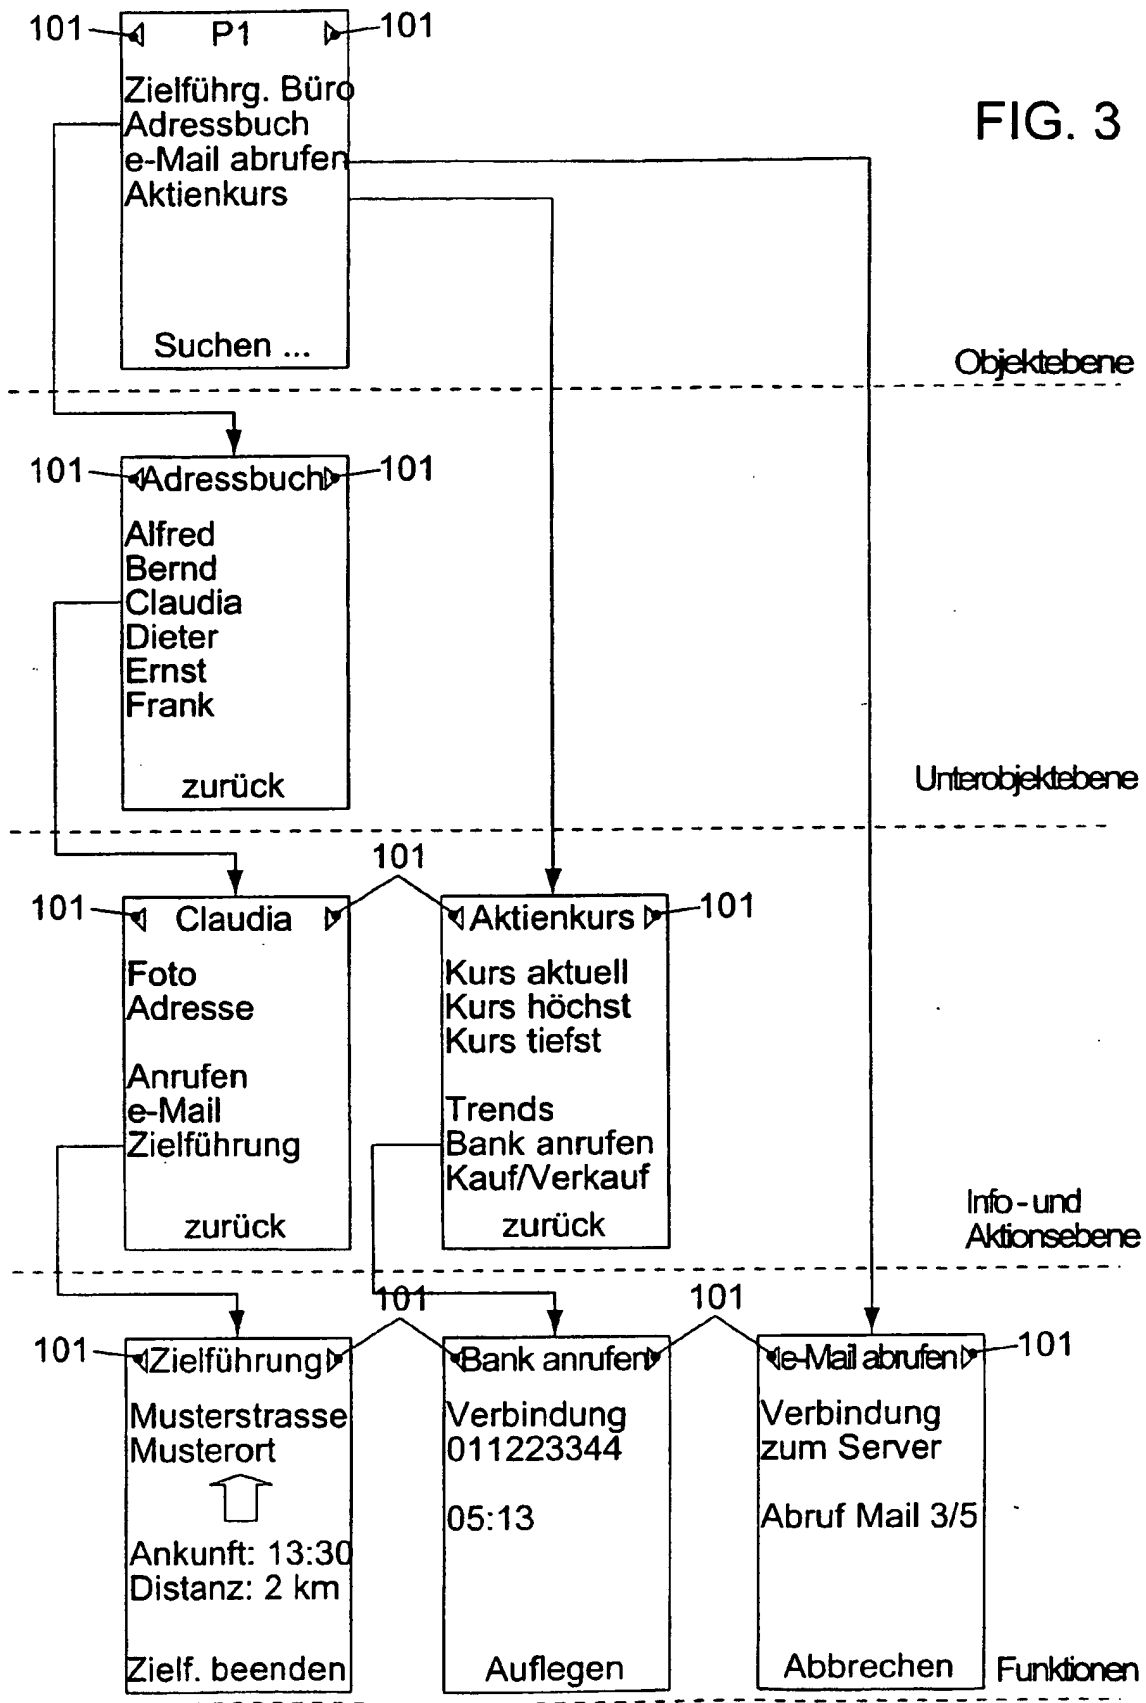 101 P1 101
FIG. 3
Zielführg. Büro
Adressbuch
e-Mail abrufen
Aktienkurs
Suchen ...
Objektebene
101 Adressbuch 101
Alfred
Bernd
Claudia
Dieter
Ernst
Frank
zurück
Unterobjektebene
101
101 Claudia
Foto
Adresse
Anrufen
e-Mail
Zielführung
zurück
Aktienkurs 101
Kurs aktuell
Kurs höchst
Kurs tiefst
Trends
Bank anrufen
Kauf/Verkauf
zurück
Info - und
Aktionsebene
101
101
101 Zielführung
Musterstrasse
Musterort
Ankunft: 13:30
Distanz: 2 km
Zielf. beenden
Bank anrufen
Verbindung
011223344
05:13
Auflegen
e-Mail abrufen 101
Verbindung
zum Server
Abruf Mail 3/5
Abbrechen
Funktionen